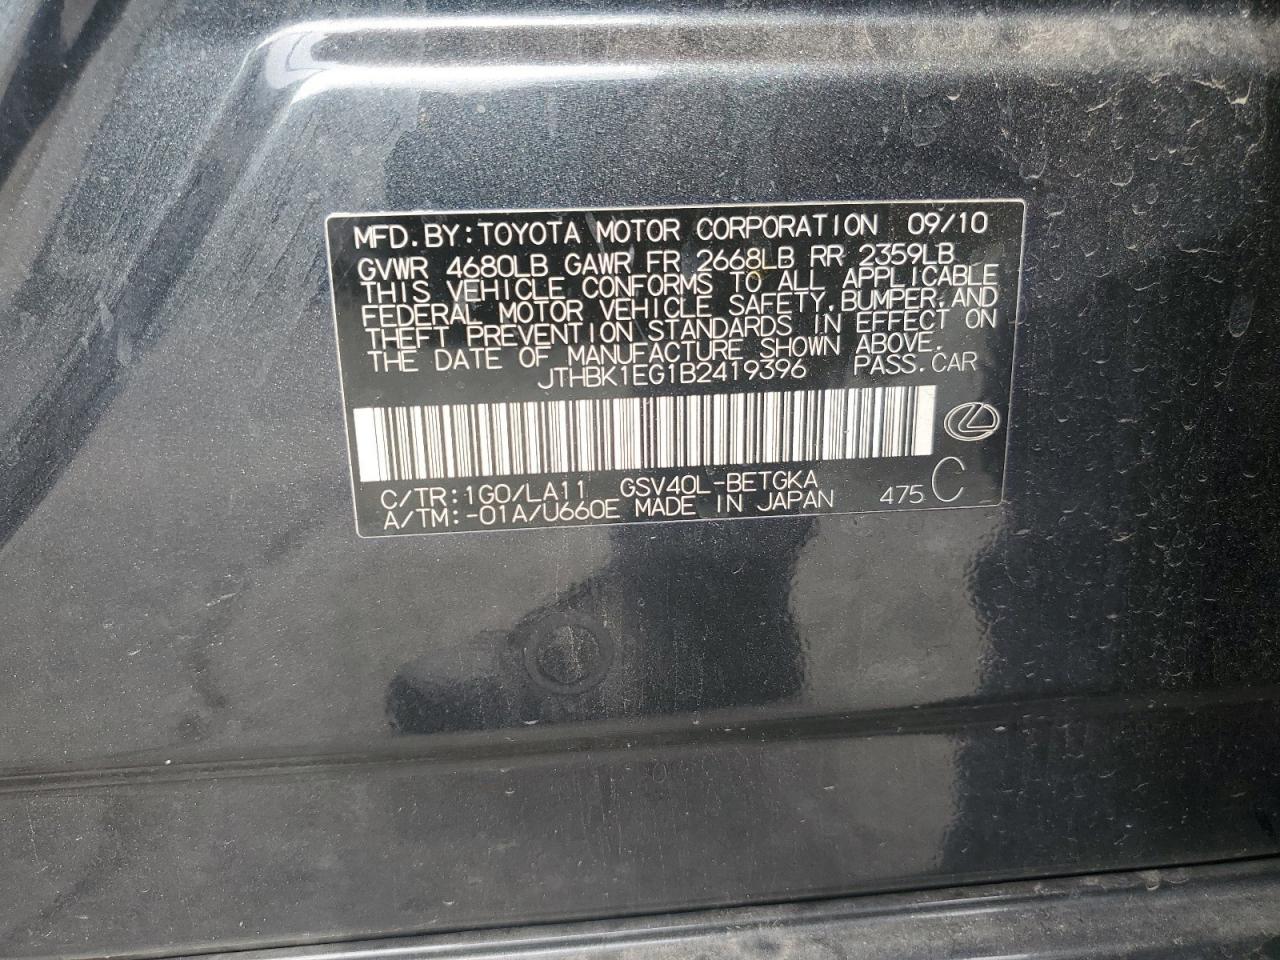 MFD.BY:TOYOTA MOTOR CORPORATION 09/10
GVWR 4680LB GAWR FR 2668LB RR 2359LB
THIS VEHICLE CONFORMS TO ALL APPLICABLE
FEDERAL MOTOR VEHICLE SAFETY,BUMPER,AND
THEFT PREVENTION STANDARDS IN EFFECT ON
THE DATE OF MANUFACTURE SHOWN ABOVE.
JTHBK1EG1B2419396 PASS.CAR
C/TR:1G0/LA11 GSV40L-BETGKA 475 C
A/TM:-01A/U660E MADE IN JAPAN